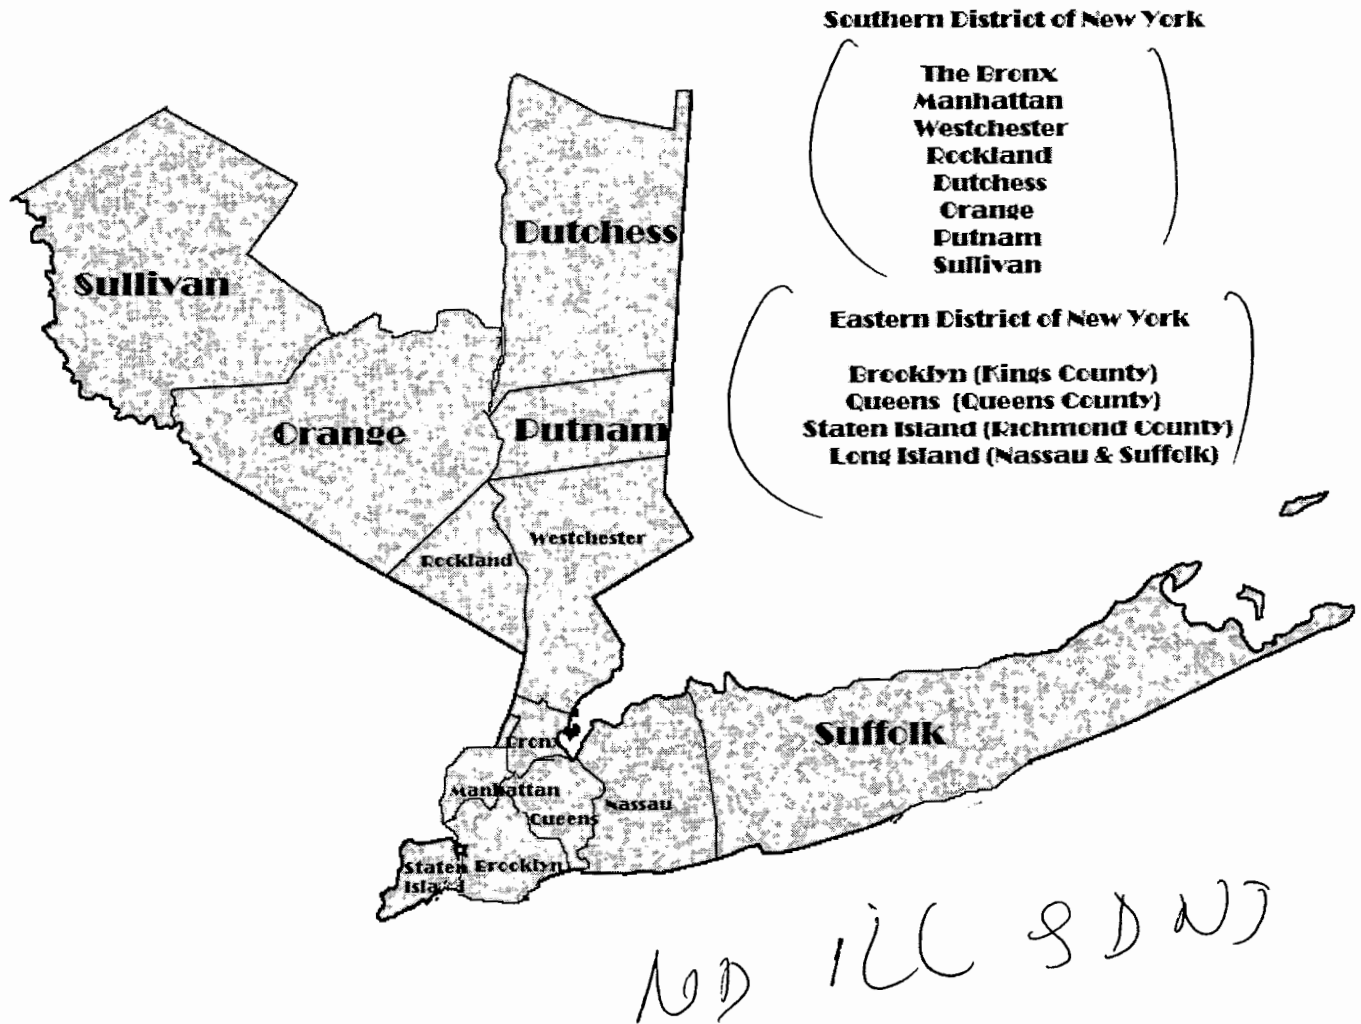 Southern District of New York
The Bronx
Manhattan
Westchester
Rockland
Dutchess
Orange
Putnam
Sullivan
Eastern District of New York
Brooklyn (Kings County)
Queens (Queens County)
Staten Island (Richmond County)
Long Island (Nassau & Suffolk)
Dutchess
Sullivan
Orange
Putnam
Westchester
Rockland
Bronx
Suffolk
Manhattan
Nassau
Queens
Staten
Island
Brooklyn
ND ILL SDNJ